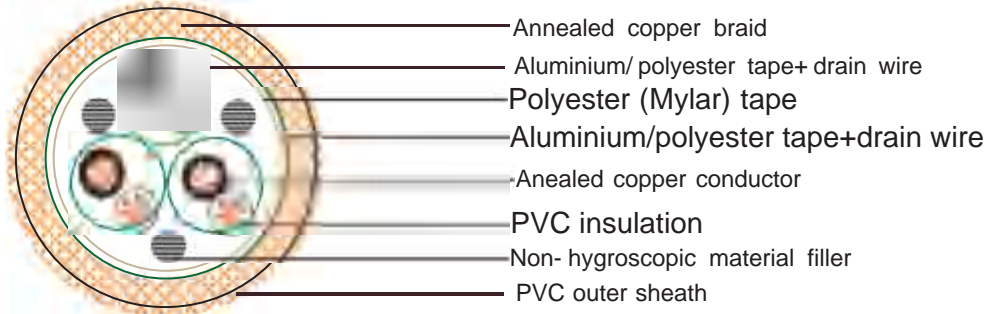 Annealed copper braid
Aluminium/ polyester tape+ drain wire
Polyester (Mylar) tape
Aluminium/polyester tape+drain wire
Anealed copper conductor
PVC insulation
Non- hygroscopic material filler
PVC outer sheath